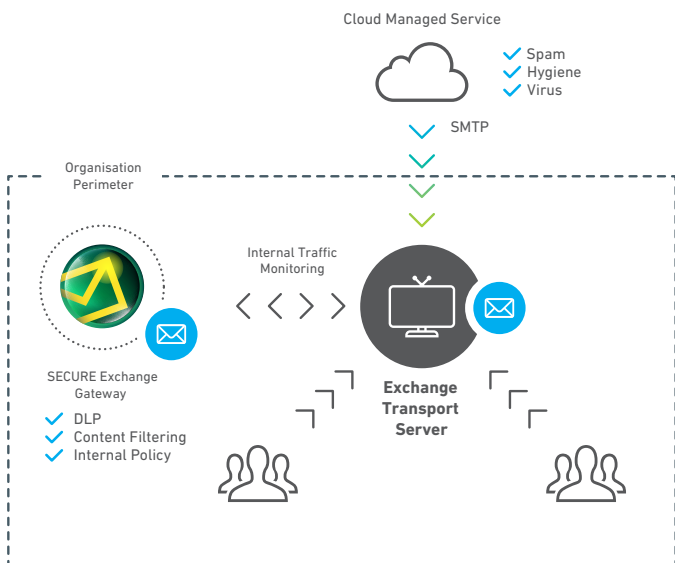 Cloud Managed Service
Spam
Hygiene
Virus
SMTP
Organisation
Perimeter
Internal Traffic
Monitoring
SECURE Exchange
Gateway
DLP
Content Filtering
Internal Policy
Exchange
Transport
Server